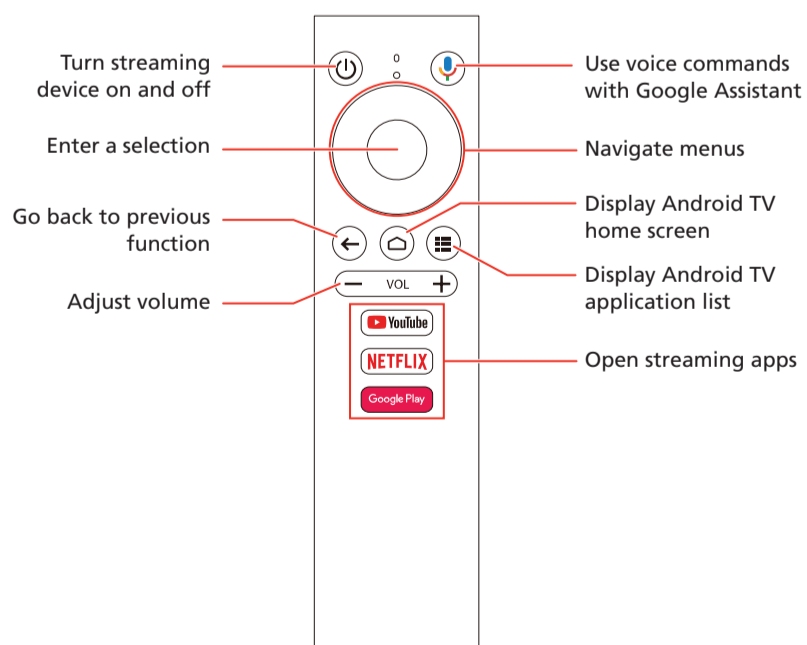 Turn streaming
device on and off
Use voice commands
with Google Assistant
Enter a selection
Navigate menus
Go back to previous
function
Display Android TV
home screen
Display Android TV
application list
Adjust volume
VOL
YouTube
NETFLIX
Google Play
Open streaming apps